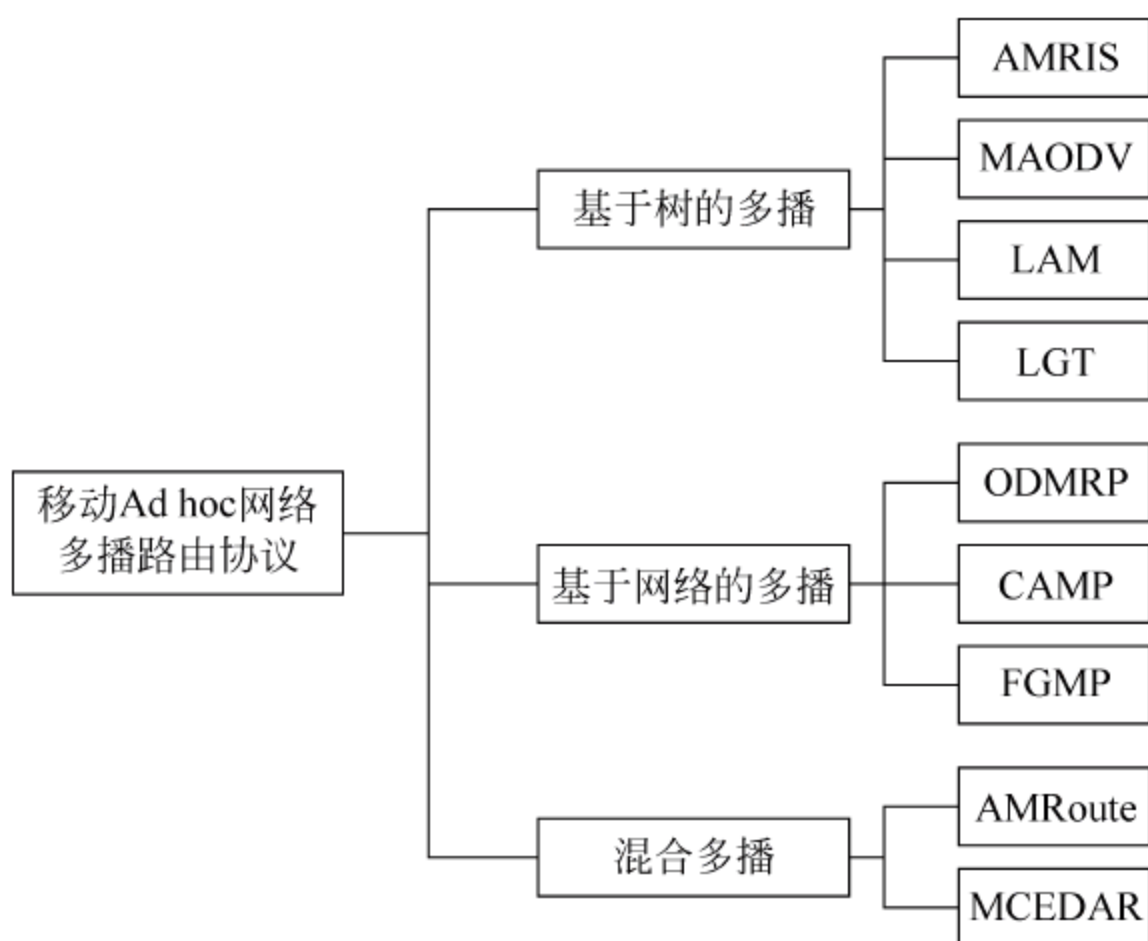 移动Ad hoc网络
多播路由协议
基于树的多播
AMRIS
MAODV
LAM
LGT
基于网络的多播
ODMRP
CAMP
FGMP
混合多播
AMRoute
MCEDAR